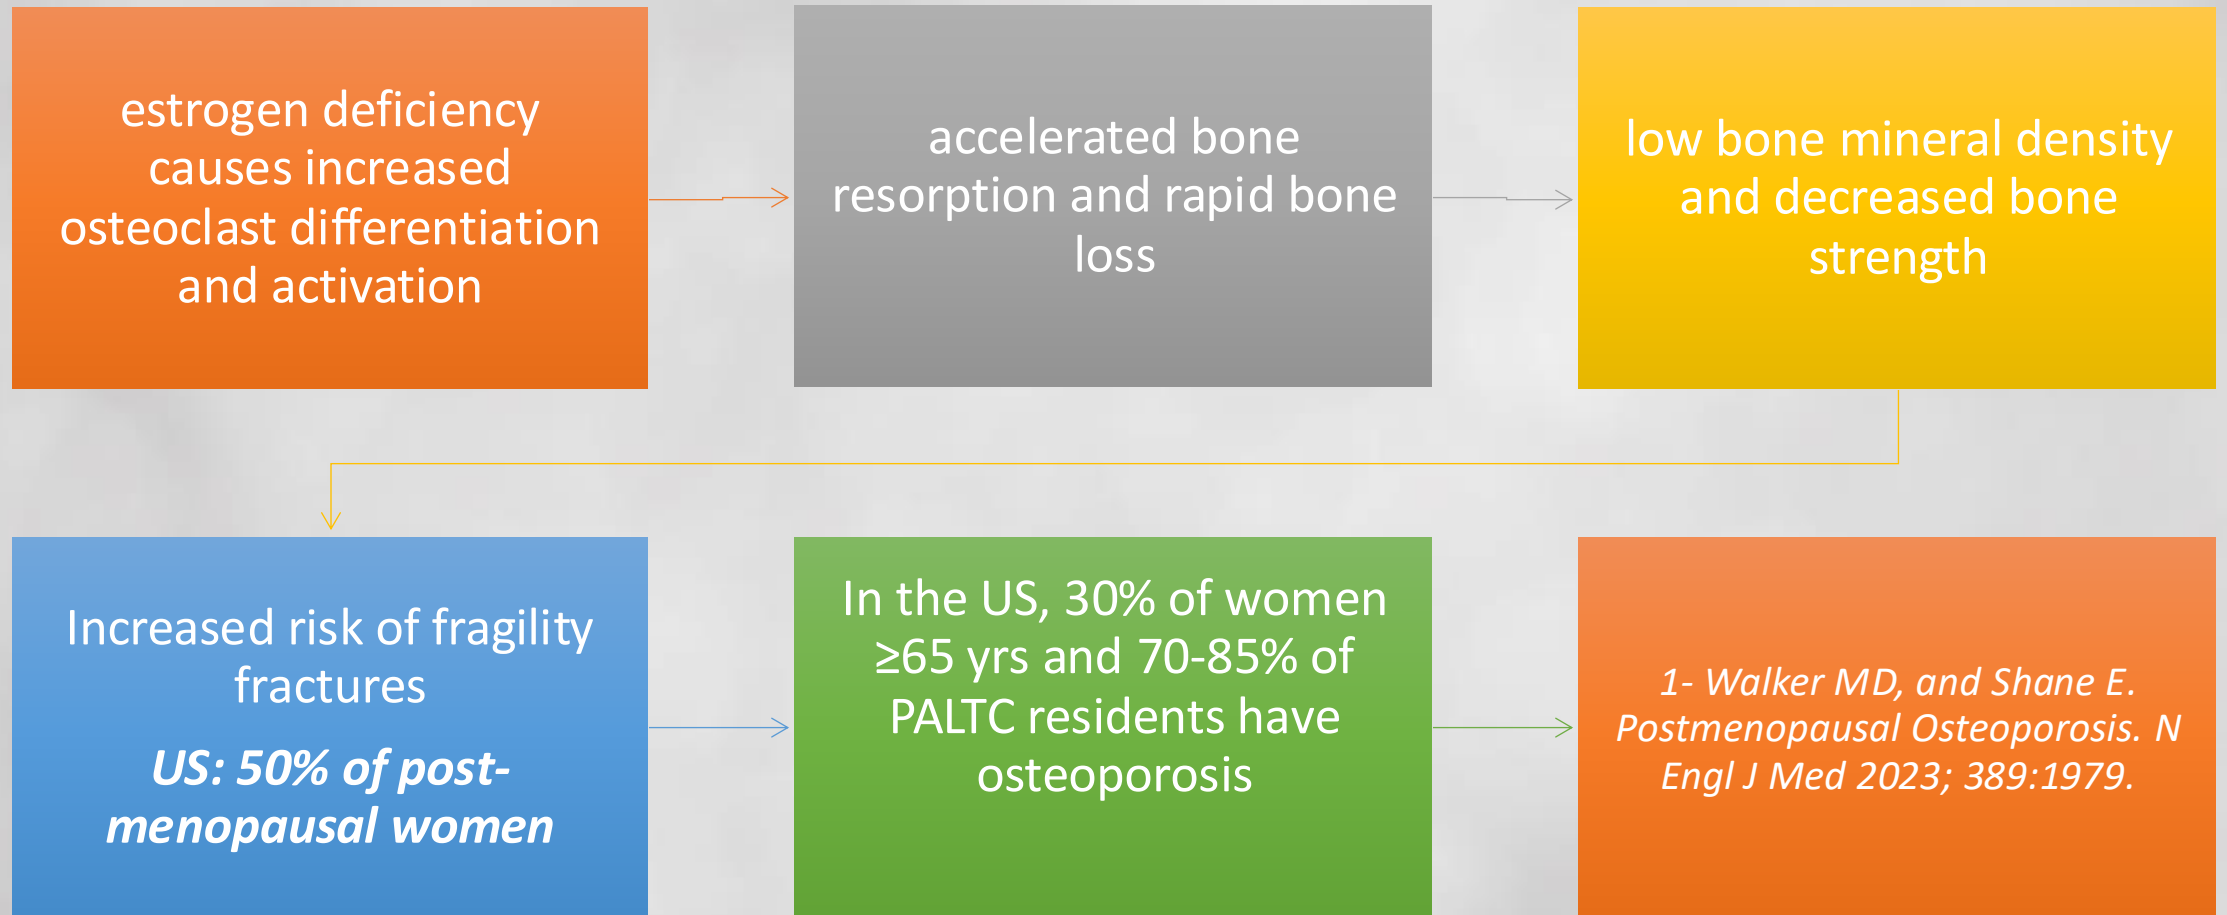 estrogen deficiency
causes increased
osteoclast differentiation
and activation
accelerated bone
resorption and rapid bone
loss
low bone mineral density
and decreased bone
strength
Increased risk of fragility
fractures
US: 50% of post-
menopausal women
In the US, 30% of women
≥65 yrs and 70-85% of
PALTC residents have
osteoporosis
1- Walker MD, and Shane E.
Postmenopausal Osteoporosis. N
Engl J Med 2023; 389:1979.